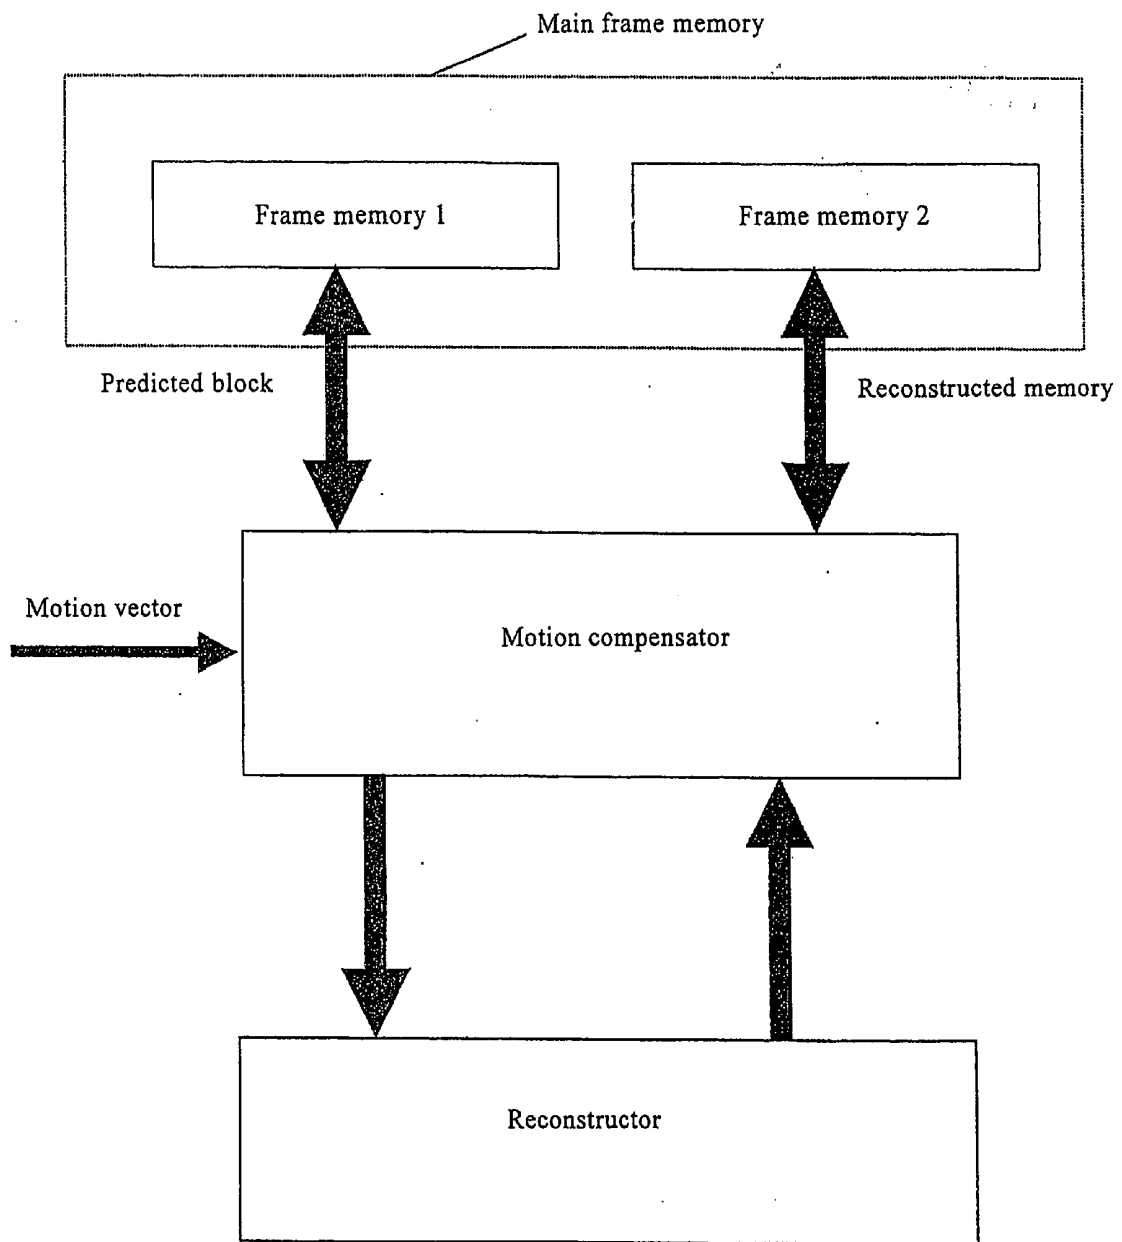 Main frame memory
Frame memory 1
Frame memory 2
Predicted block
Reconstructed memory
Motion vector
Motion compensator
Reconstructor